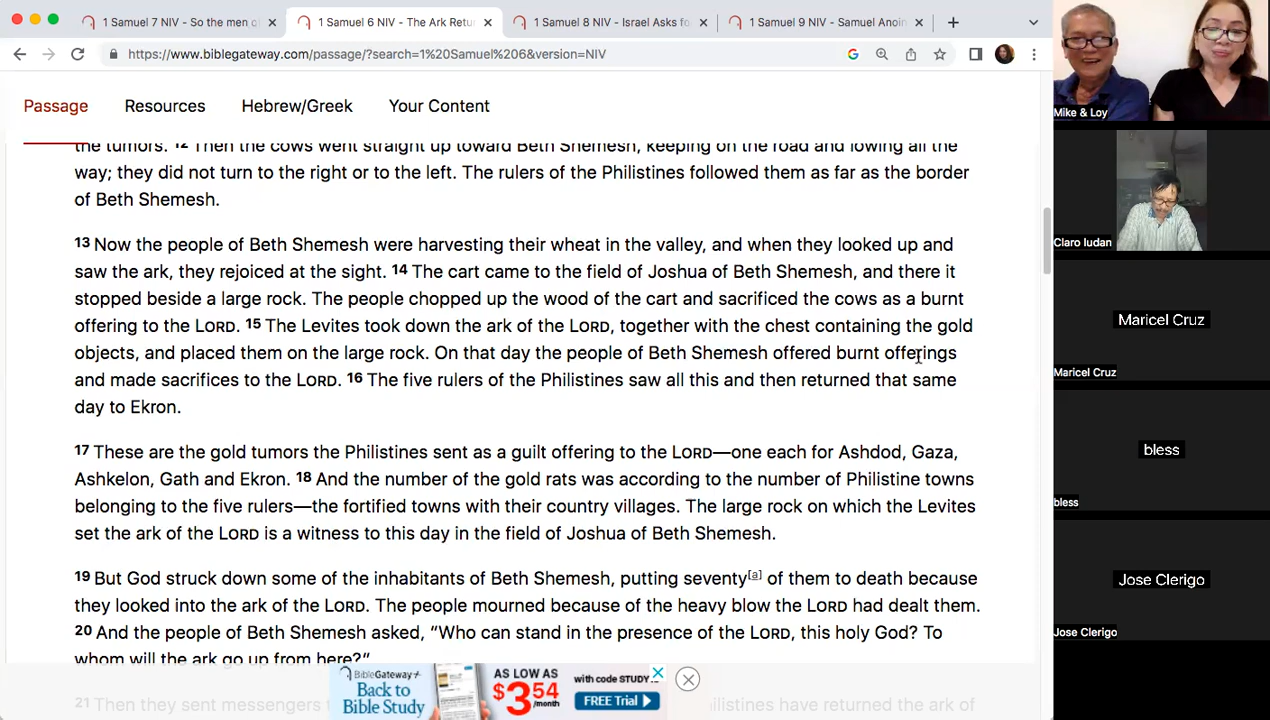 1 Samuel 7 NIV - So the men o
1 Samuel 6 NIV - The Ark Retu
1 Samuel 8 NIV - Israel Asks fo
1 Samuel 9 NIV - Samuel Anoin
https://www.biblegateway.com/passage/?search=1%20Samuel%206&version=NIV
Passage Resources Hebrew/Greek Your Content
the tumors. 12 Then the cows went straight up toward Beth Shemesh, keeping on the road and lowing all the
way; they did not turn to the right or to the left. The rulers of the Philistines followed them as far as the border
of Beth Shemesh.
13 Now the people of Beth Shemesh were harvesting their wheat in the valley, and when they looked up and
saw the ark, they rejoiced at the sight. 14 The cart came to the field of Joshua of Beth Shemesh, and there it
stopped beside a large rock. The people chopped up the wood of the cart and sacrificed the cows as a burnt
offering to the LORD. 15 The Levites took down the ark of the LORD, together with the chest containing the gold
objects, and placed them on the large rock. On that day the people of Beth Shemesh offered burnt offerings
and made sacrifices to the LORD. 16 The five rulers of the Philistines saw all this and then returned that same
day to Ekron.
17 These are the gold tumors the Philistines sent as a guilt offering to the LORD—one each for Ashdod, Gaza,
Ashkelon, Gath and Ekron. 18 And the number of the gold rats was according to the number of Philistine towns
belonging to the five rulers—the fortified towns with their country villages. The large rock on which the Levites
set the ark of the LORD is a witness to this day in the field of Joshua of Beth Shemesh.
19 But God struck down some of the inhabitants of Beth Shemesh, putting seventy[a] of them to death because
they looked into the ark of the LORD. The people mourned because of the heavy blow the LORD had dealt them.
20 And the people of Beth Shemesh asked, “Who can stand in the presence of the LORD, this holy God? To
whom will the ark go up from here?”
21 Then they sent messengers
ilistines have returned the ark of
BibleGateway+
Back to
Bible Study
AS LOW AS
$3.54
/month
with code STUDY
FREE Trial
Mike & Loy
Claro Iudan
Maricel Cruz
Maricel Cruz
bless
bless
Jose Clerigo
Jose Clerigo